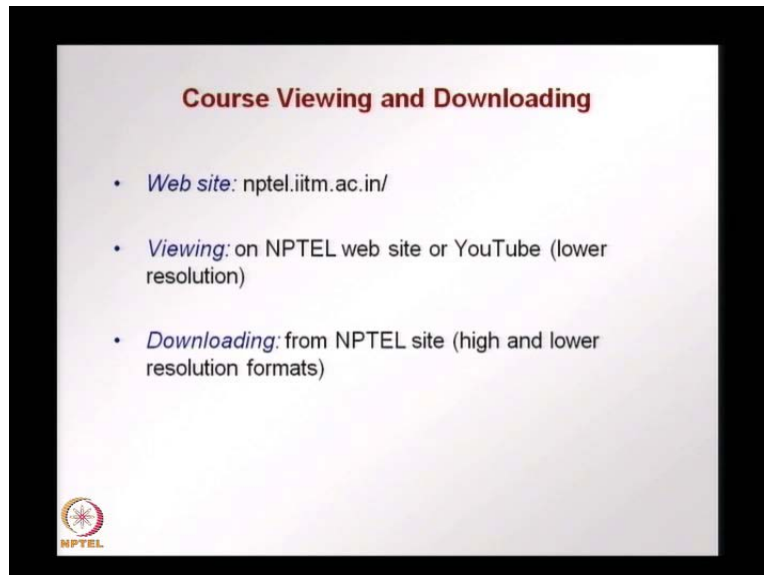 Course Viewing and Downloading
• Web site: nptel.iitm.ac.in/
• Viewing: on NPTEL web site or YouTube (lower
resolution)
• Downloading: from NPTEL site (high and lower
resolution formats)
NPTEL